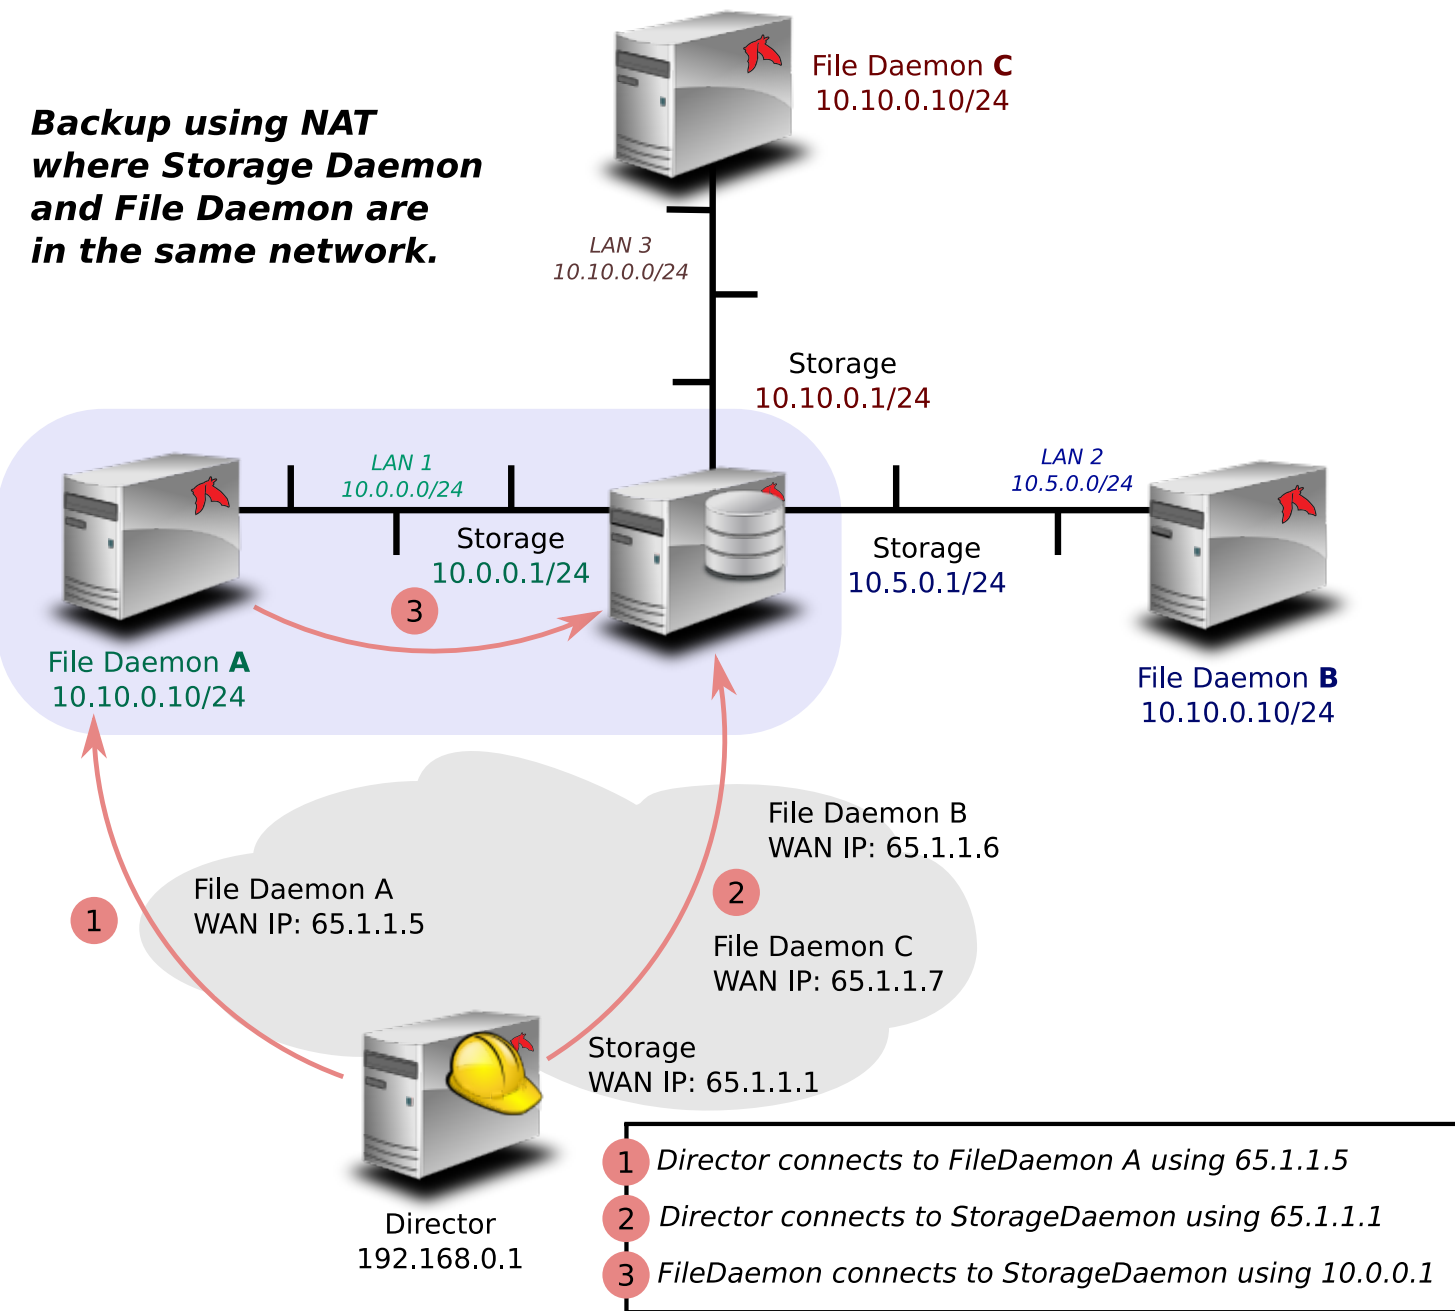 Backup using NAT
where Storage Daemon
and File Daemon are
in the same network.
File Daemon C
10.10.0.10/24
LAN 3
10.10.0.0/24
Storage
10.10.0.1/24
LAN 1
10.0.0.0/24
Storage
10.0.0.1/24
LAN 2
10.5.0.0/24
Storage
10.5.0.1/24
3
File Daemon A
10.10.0.10/24
File Daemon B
10.10.0.10/24
File Daemon B
WAN IP: 65.1.1.6
1
File Daemon A
WAN IP: 65.1.1.5
2
File Daemon C
WAN IP: 65.1.1.7
Storage
WAN IP: 65.1.1.1
Director
192.168.0.1
1 Director connects to FileDaemon A using 65.1.1.5
2 Director connects to StorageDaemon using 65.1.1.1
3 FileDaemon connects to StorageDaemon using 10.0.0.1